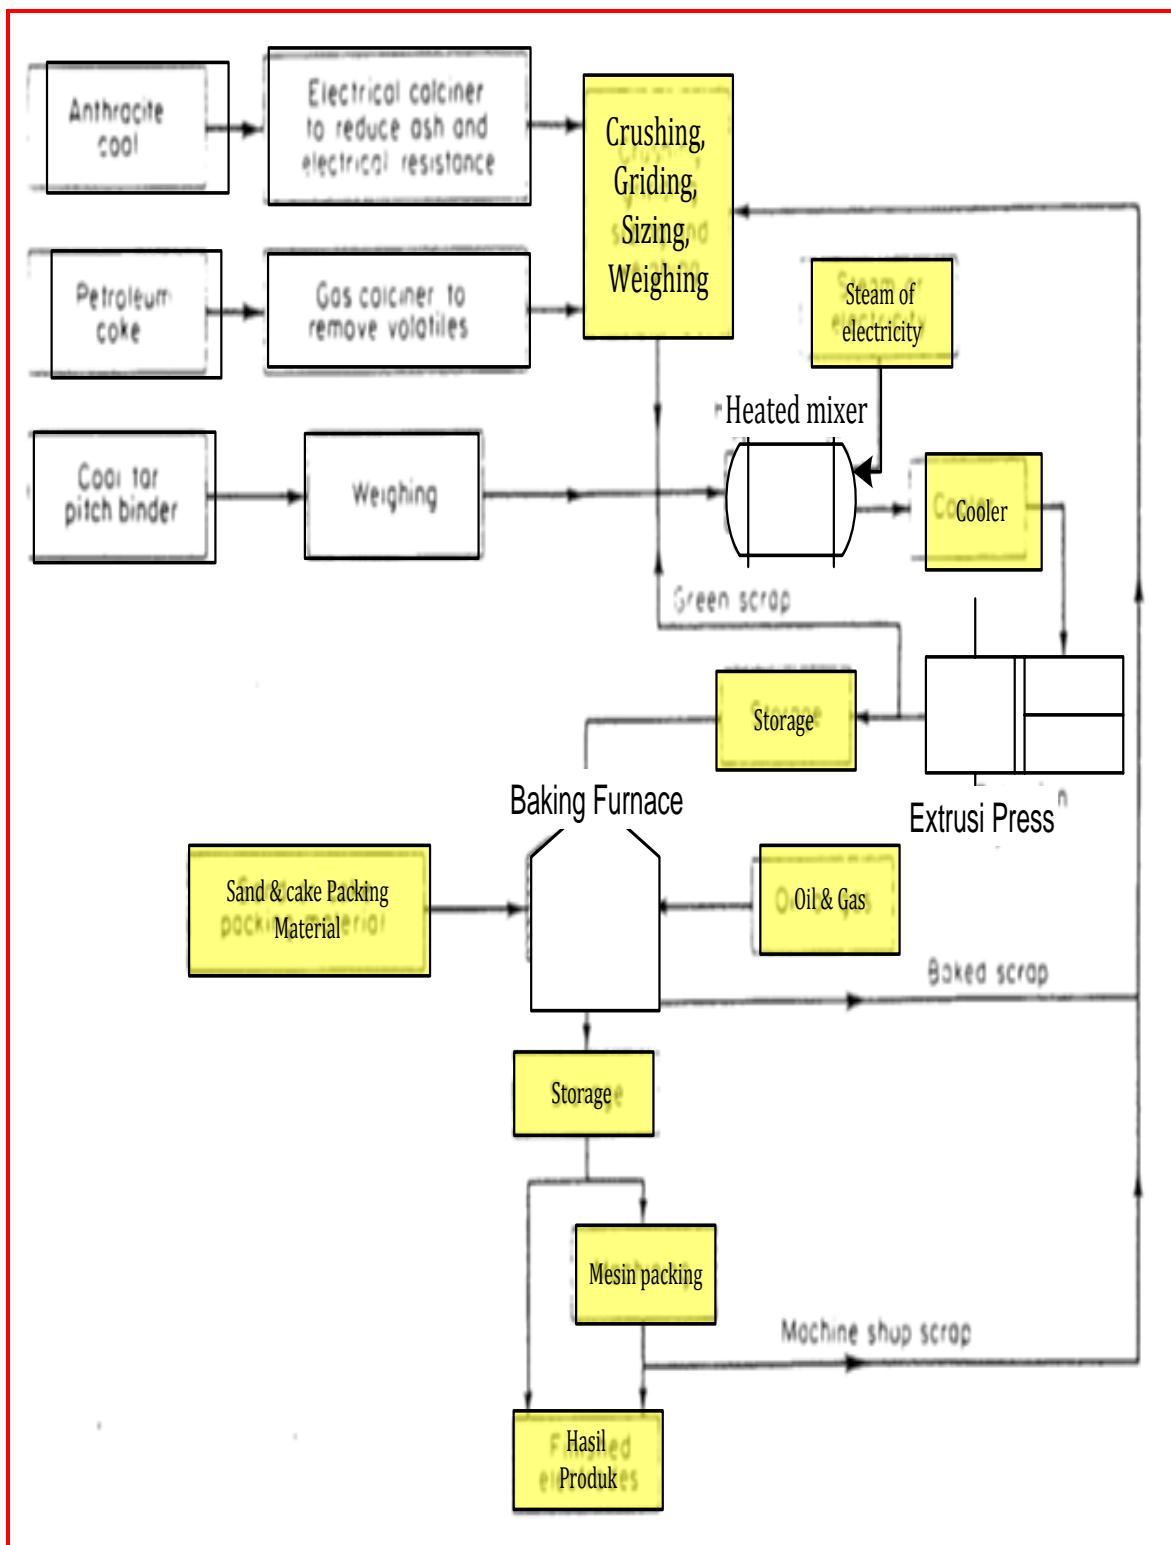 Anthracite
coal
Electrical calciner
to reduce ash and
electrical resistance
Crushing,
Griding,
Sizing,
Weighing
Petroleum
coke
Gas calciner to
remove volatiles
Steam of
electricity
Heated mixer
Coal tar
pitch binder
Weighing
Cooler
Green scrap
Storage
Baking Furnace
Extrusi Press
Sand & cake Packing
Material
Oil & Gas
Baked scrap
Storage
Mesin packing
Machine shup scrap
Hasil
Produk